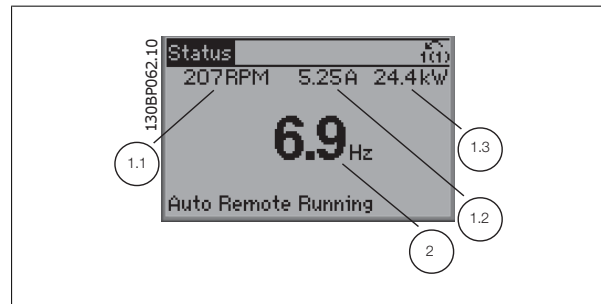 130BP062.10
Status
1(1)
207RPM 5.25A 24.4kW
6.9Hz
Auto Remote Running
1.1
1.3
1.2
2